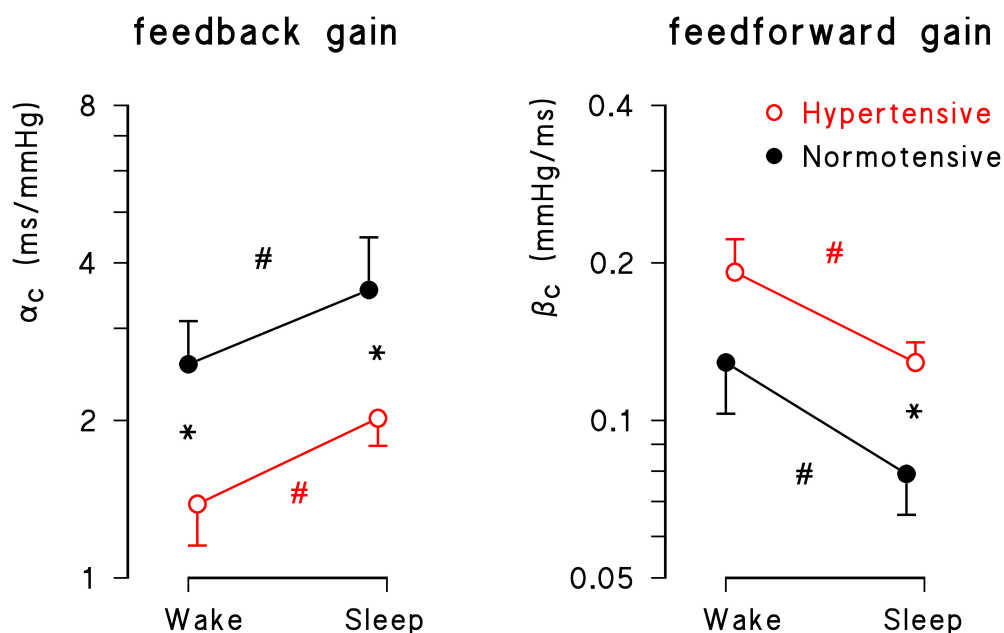 feedback gain
αc (ms/mmHg)
8
4
2
1
#
*
*
#
Wake Sleep
feedforward gain
βc (mmHg/ms)
0.4
0.2
0.1
0.05
Hypertensive
Normotensive
#
*
#
Wake Sleep